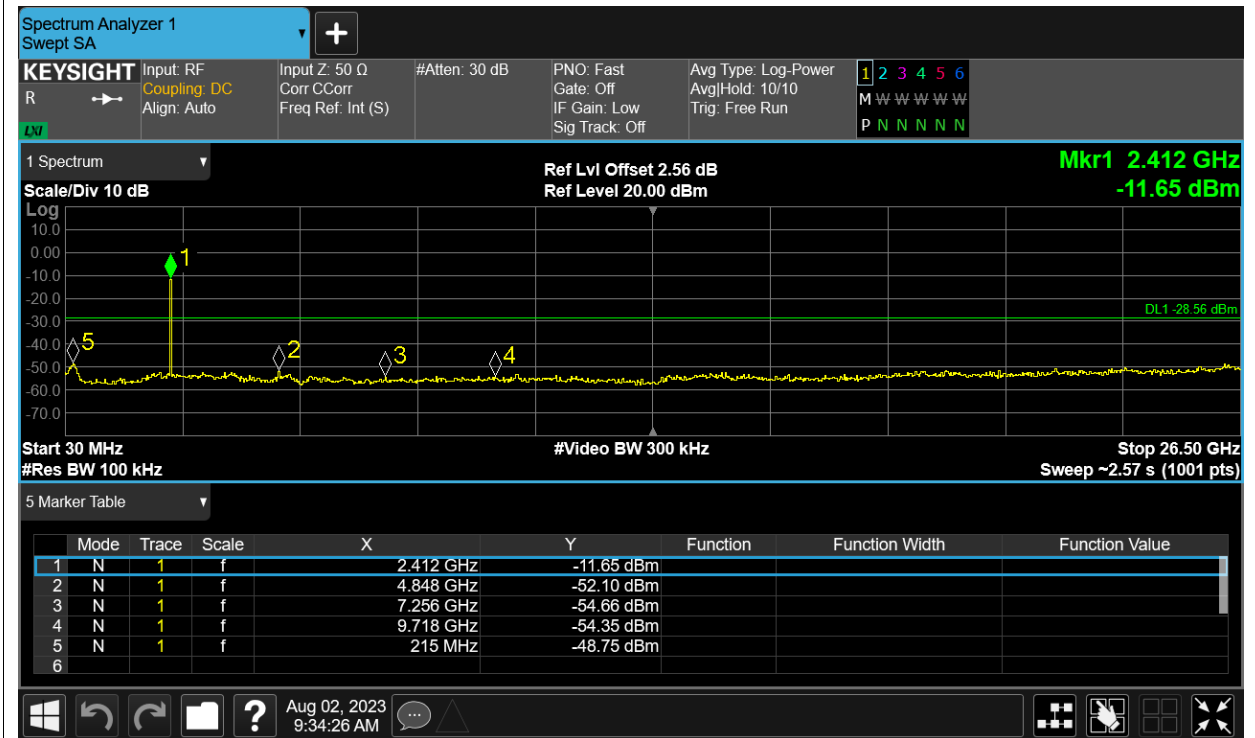 Spectrum Analyzer 1
Swept SA
KEYSIGHT Input: RF Input Z: 50 Ω #Atten: 30 dB PNO: Fast Avg Type: Log-Power 1 2 3 4 5 6
R Coupling: DC Corr CCorr Gate: Off Avg|Hold: 10/10 M W W W W W
Align: Auto Freq Ref: Int (S) IF Gain: Low Trig: Free Run
LXI Sig Track: Off P N N N N N
1 Spectrum
Ref Lvl Offset 2.56 dB Mkr1 2.412 GHz
Scale/Div 10 dB Ref Level 20.00 dBm -11.65 dBm
Log
10.0
0.00
1
-10.0
-20.0
DL1 -28.56 dBm
-30.0
-40.0
5 2 3 4
-50.0
-60.0
-70.0
Start 30 MHz #Video BW 300 kHz Stop 26.50 GHz
#Res BW 100 kHz Sweep ~2.57 s (1001 pts)
5 Marker Table
Mode Trace Scale X Y Function Function Width Function Value
1 N 1 f 2.412 GHz -11.65 dBm
2 N 1 f 4.848 GHz -52.10 dBm
3 N 1 f 7.256 GHz -54.66 dBm
4 N 1 f 9.718 GHz -54.35 dBm
5 N 1 f 215 MHz -48.75 dBm
6
? Aug 02, 2023
9:34:26 AM